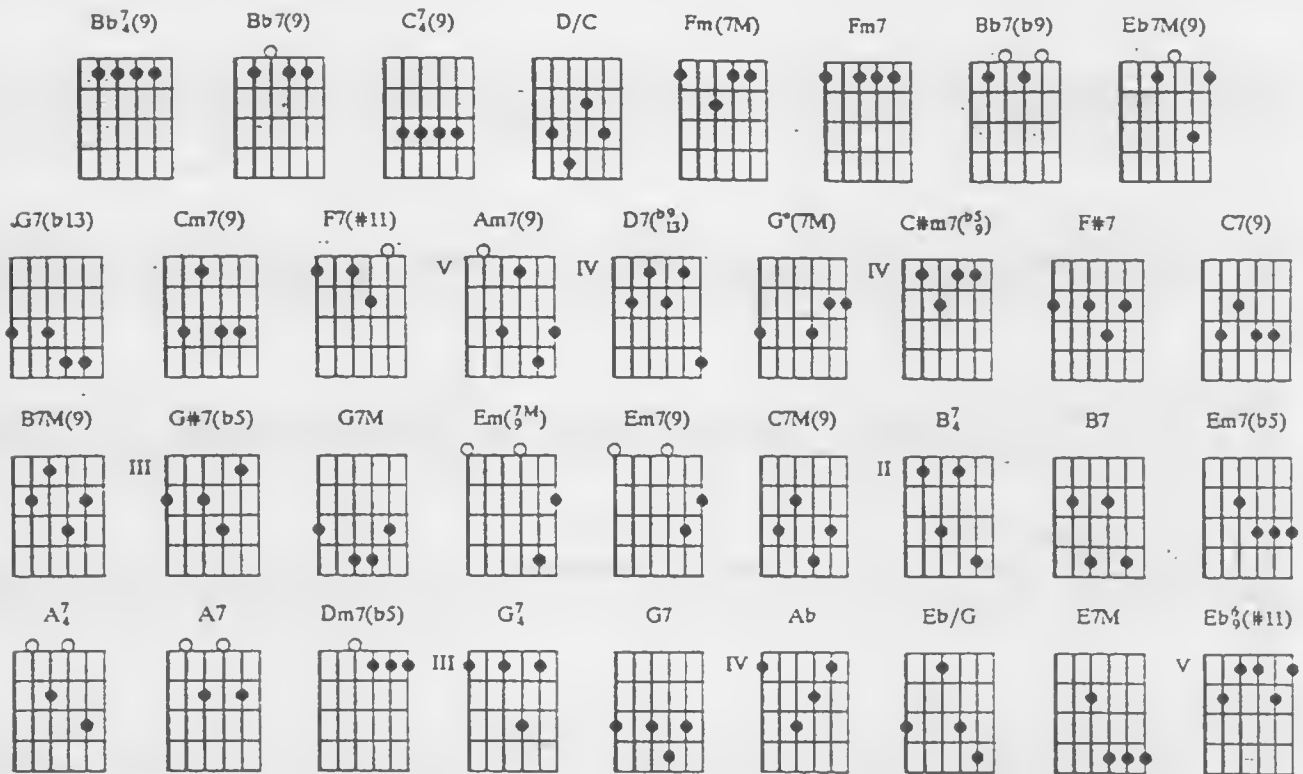 Bb7/4(9) Bb7(9) C7/4(9) D/C Fm(7M) Fm7 Bb7(b9) Eb7M(9)
G7(b13) Cm7(9) F7(#11) Am7(9) D7(b9/13) G°(7M) C#m7(b5/9) F#7 C7(9)
V IV IV
B7M(9) G#7(b5) G7M Em(7M/9) Em7(9) C7M(9) B7/4 B7 Em7(b5)
III II
A7/4 A7 Dm7(b5) G7/4 G7 Ab Eb/G E7M Eb6/9(#11)
III IV V